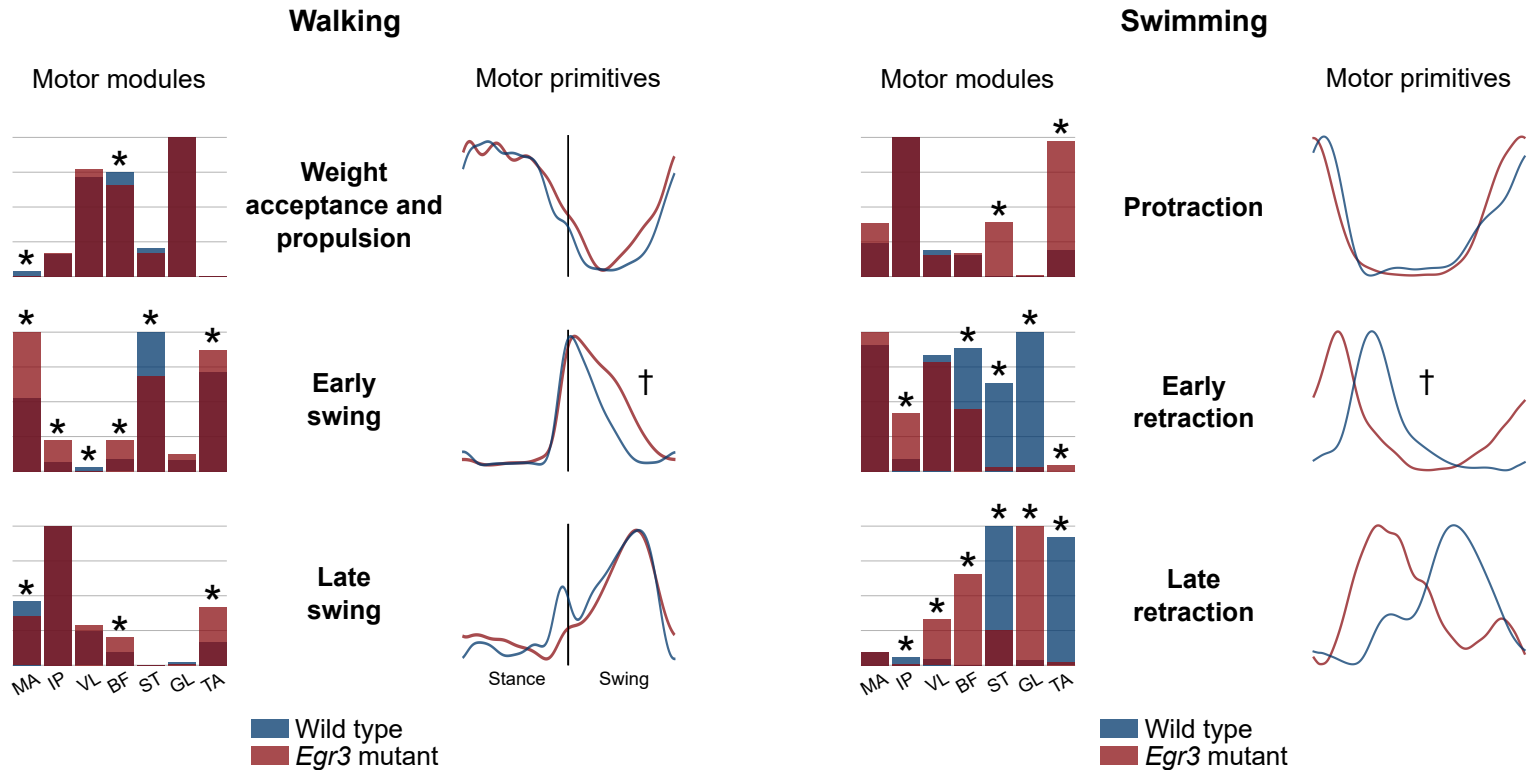 Walking
Swimming
Motor modules
Motor primitives
Motor modules
Motor primitives
*
*
Weight
acceptance and
propulsion
*
*
Protraction
*
*
*
*
*
*
Early
swing
†
*
*
*
*
*
Early
retraction
†
*
*
*
Late
swing
*
*
*
*
*
*
Late
retraction
MA
IP
VL
BF
ST
GL
TA
Stance
Swing
MA
IP
VL
BF
ST
GL
TA
Wild type
Egr3 mutant
Wild type
Egr3 mutant